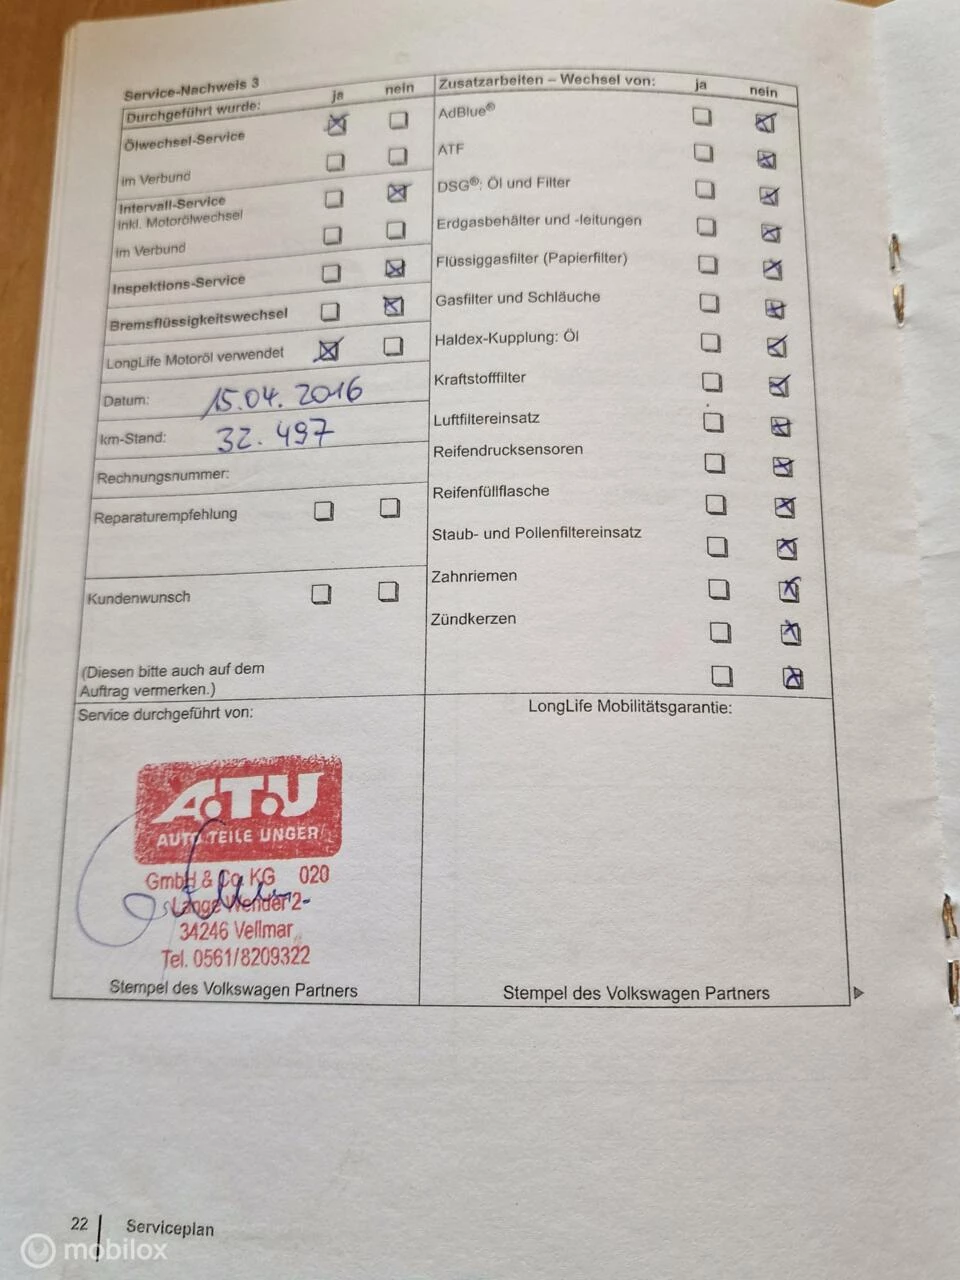 Service-Nachweis 3
Durchgeführt wurde: ja nein
Ölwechsel-Service
im Verbund
Intervall-Service
inkl. Motorölwechsel
im Verbund
Inspektions-Service
Bremsflüssigkeitswechsel
LongLife Motoröl verwendet
Datum: 15.04.2016
km-Stand: 32.497
Rechnungsnummer:
Reparaturempfehlung
Kundenwunsch
(Diesen bitte auch auf dem
Auftrag vermerken.)
Service durchgeführt von:
A.T.U
AUTO TEILE UNGER
GmbH & Co. KG 020
Lange Wender 2
34246 Vellmar
Tel. 0561/8209322
Stempel des Volkswagen Partners
Zusatzarbeiten – Wechsel von: ja nein
AdBlue®
ATF
DSG®: Öl und Filter
Erdgasbehälter und -leitungen
Flüssiggasfilter (Papierfilter)
Gasfilter und Schläuche
Haldex-Kupplung: Öl
Kraftstofffilter
Luftfiltereinsatz
Reifendrucksensoren
Reifenfüllflasche
Staub- und Pollenfiltereinsatz
Zahnriemen
Zündkerzen
LongLife Mobilitätsgarantie:
Stempel des Volkswagen Partners
22 Serviceplan
mobilox